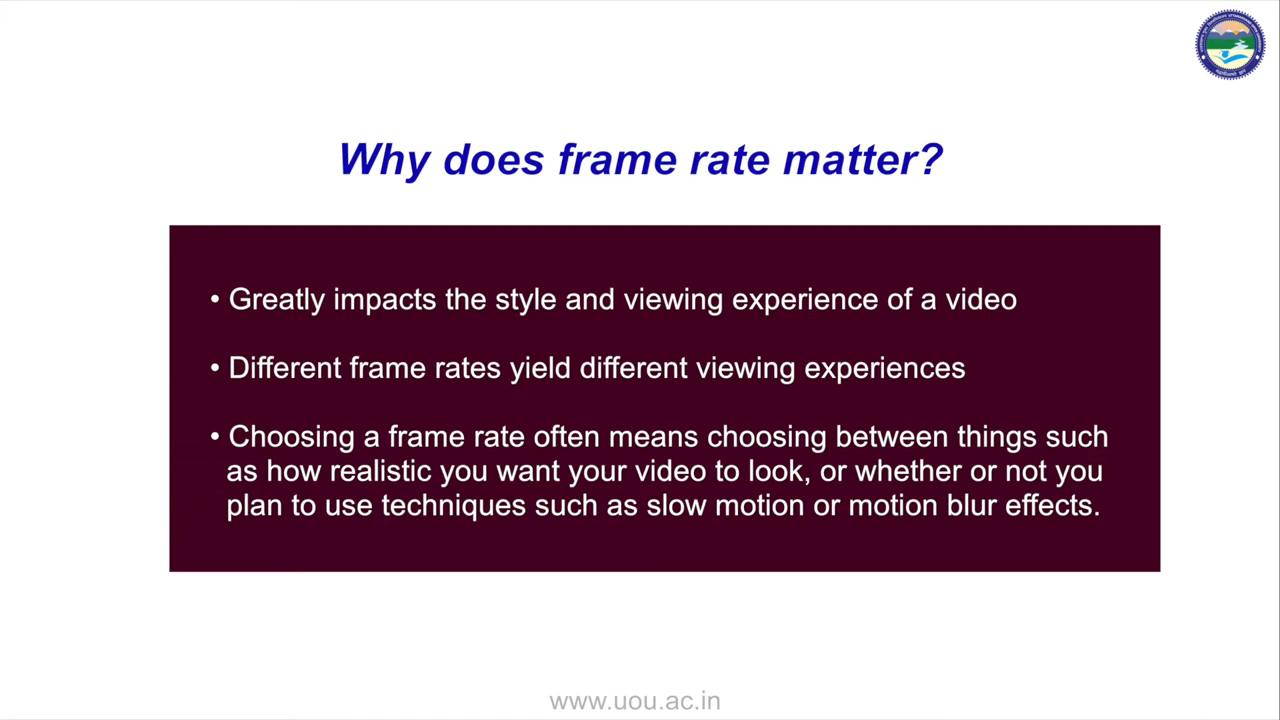 Why does frame rate matter?
• Greatly impacts the style and viewing experience of a video
• Different frame rates yield different viewing experiences
• Choosing a frame rate often means choosing between things such
as how realistic you want your video to look, or whether or not you
plan to use techniques such as slow motion or motion blur effects.
www.uou.ac.in